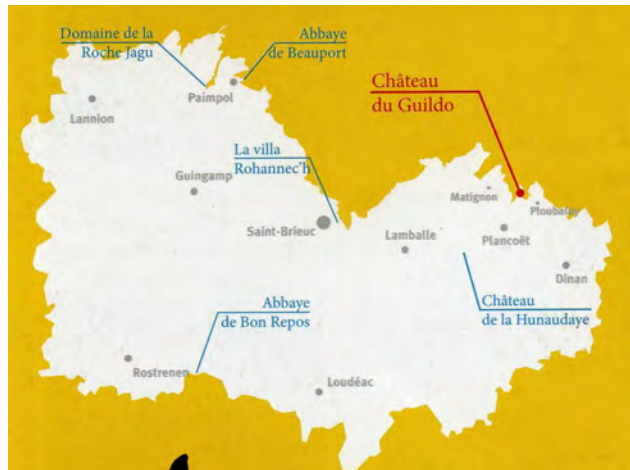 Domaine de la
Roche Jagu
Abbaye
de Beauport
Château
du Guildo
Paimpol
Lannion
La villa
Rohannec'h
Guingamp
Matignon
Ploubalay
Saint-Brieuc
Lamballe
Plancoët
Dinan
Abbaye
de Bon Repos
Château
de la Hunaudaye
Rostrenen
Loudéac